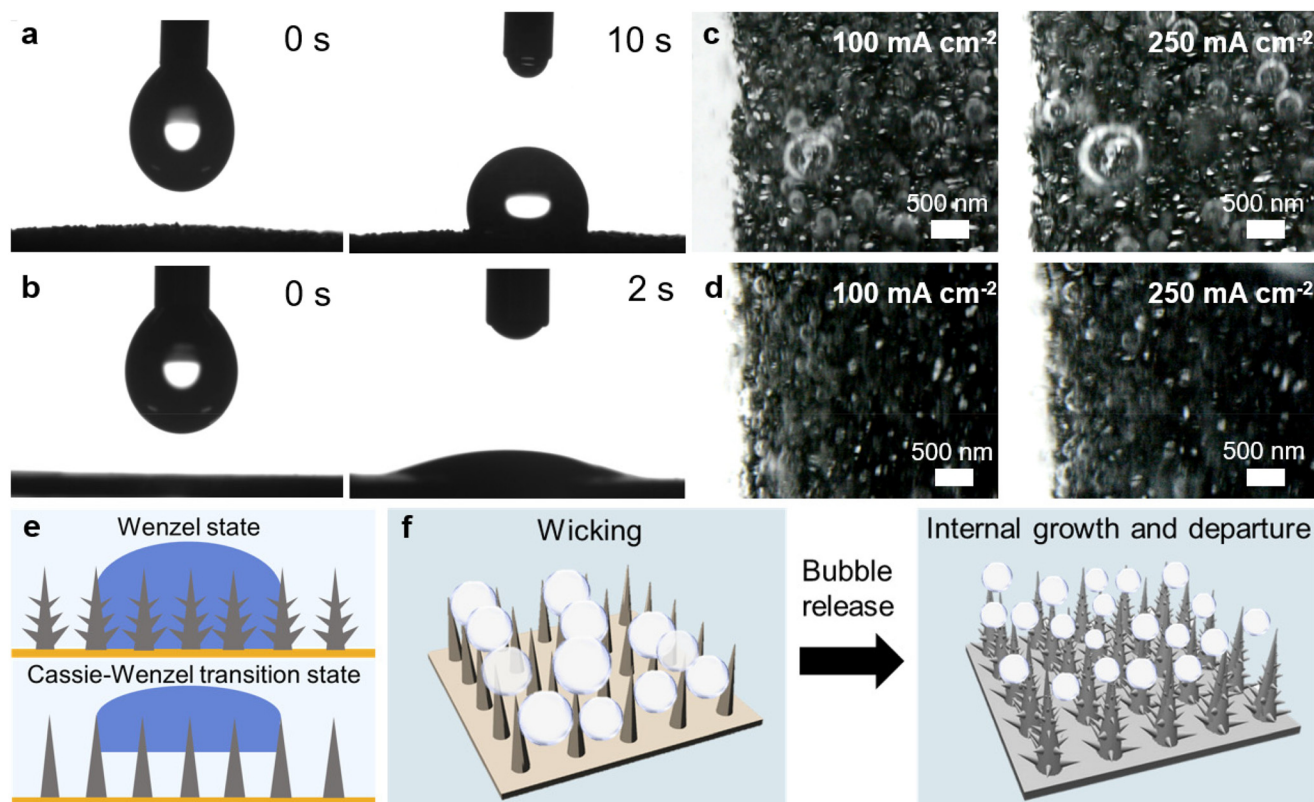 a
0 s
10 s
c
100 mA cm-2
500 nm
250 mA cm-2
500 nm
b
0 s
2 s
d
100 mA cm-2
500 nm
250 mA cm-2
500 nm
e
Wenzel state
Cassie-Wenzel transition state
f
Wicking
Bubble
release
Internal growth and departure